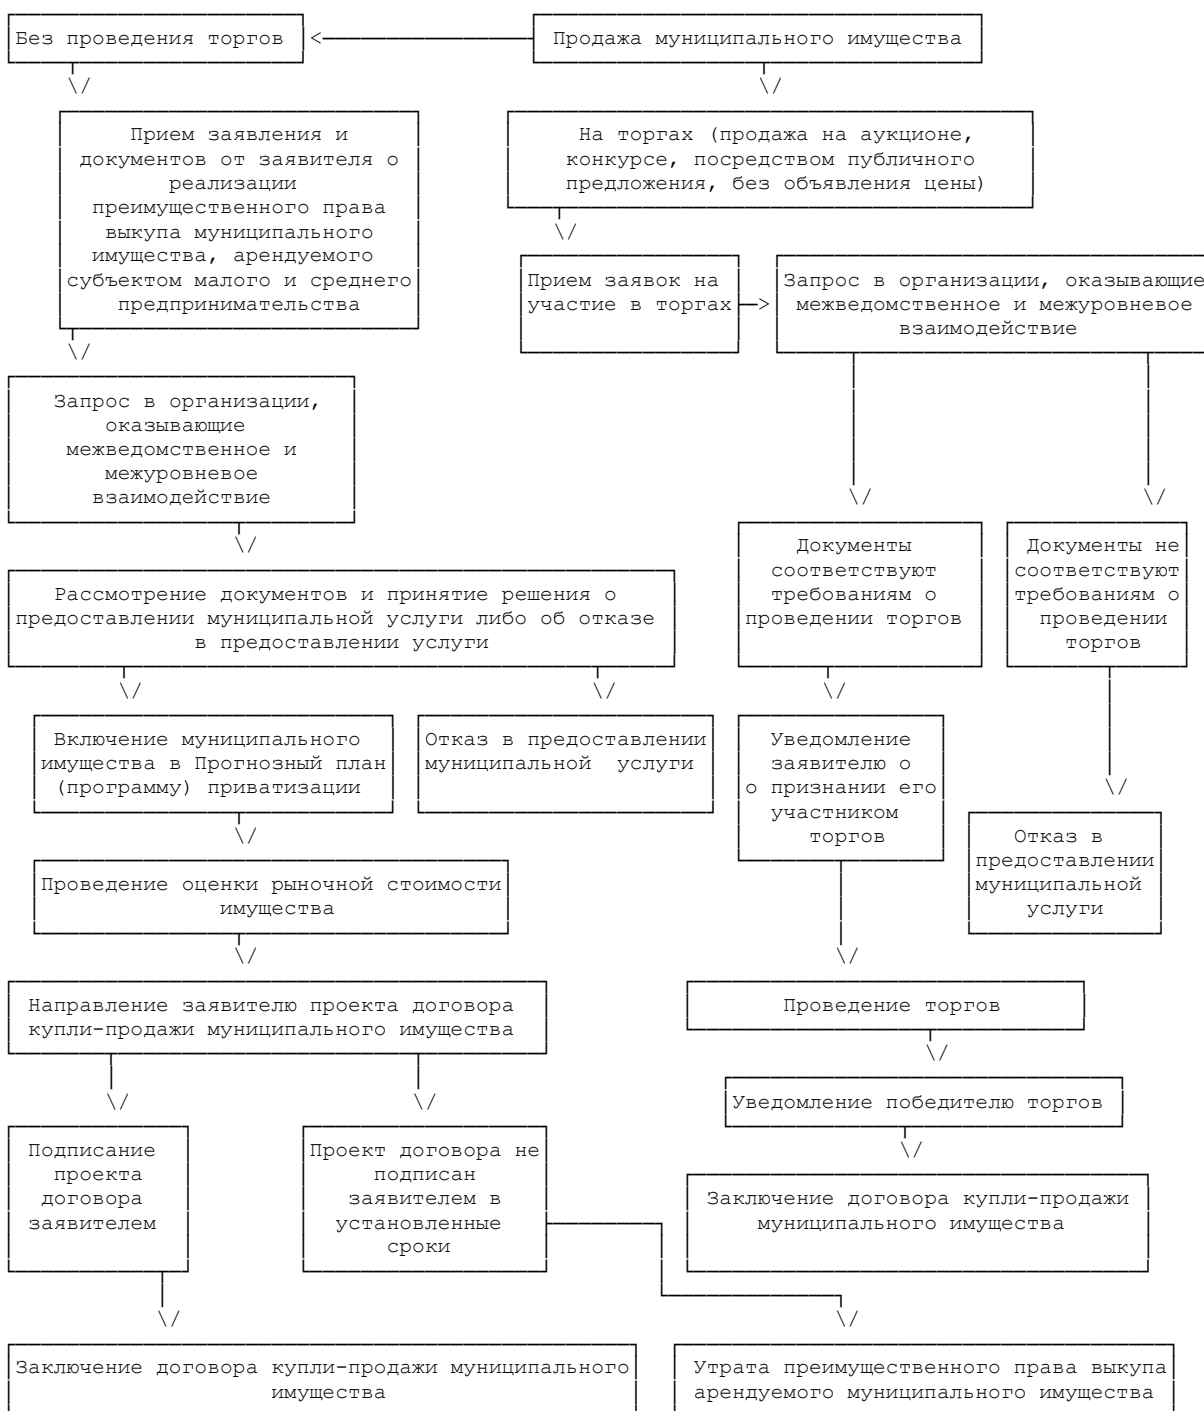 Без проведения торгов
Продажа муниципального имущества
Прием заявления и
документов от заявителя о
реализации
преимущественного права
выкупа муниципального
имущества, арендуемого
субъектом малого и среднего
предпринимательства
На торгах (продажа на аукционе,
конкурсе, посредством публичного
предложения, без объявления цены)
Прием заявок на
участие в торгах
Запрос в организации, оказывающие
межведомственное и межуровневое
взаимодействие
Запрос в организации,
оказывающие
межведомственное и
межуровневое
взаимодействие
Документы
соответствуют
требованиям о
проведении торгов
Документы не
соответствуют
требованиям о
проведении
торгов
Рассмотрение документов и принятие решения о
предоставлении муниципальной услуги либо об отказе
в предоставлении услуги
Включение муниципального
имущества в Прогнозный план
(программу) приватизации
Отказ в предоставлении
муниципальной услуги
Уведомление
заявителю о
о признании его
участником
торгов
Отказ в
предоставлении
муниципальной
услуги
Проведение оценки рыночной стоимости
имущества
Направление заявителю проекта договора
купли-продажи муниципального имущества
Проведение торгов
Уведомление победителю торгов
Подписание
проекта
договора
заявителем
Проект договора не
подписан
заявителем в
установленные
сроки
Заключение договора купли-продажи
муниципального имущества
Заключение договора купли-продажи муниципального
имущества
Утрата преимущественного права выкупа
арендуемого муниципального имущества